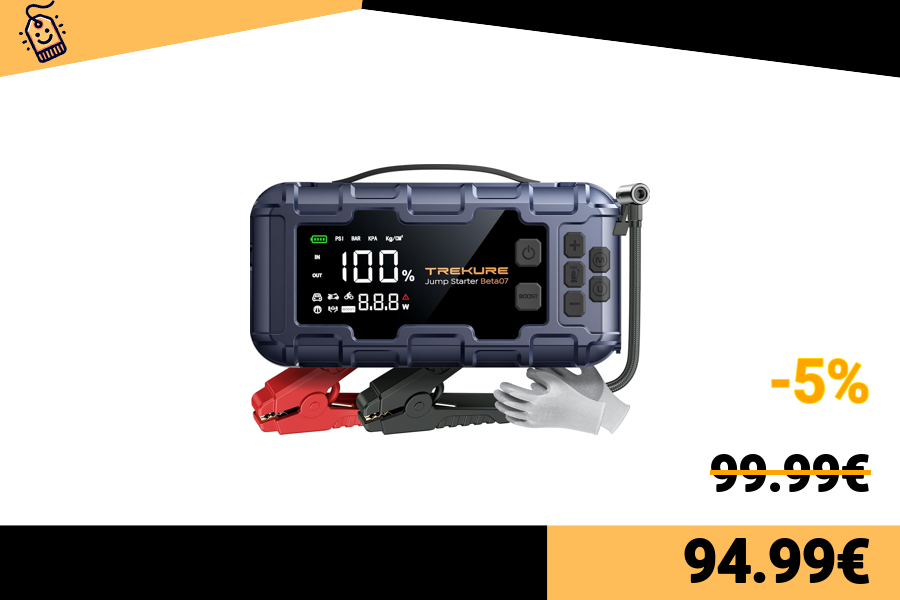 PSI BAR KPA Kg/CM²
IN
100%
OUT
8.8.8
W
TREKURE
Jump Starter Beta07
BOOST
-5%
99.99€
94.99€